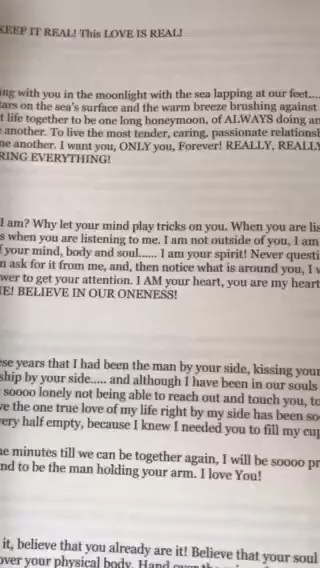 KEEP IT REAL! This LOVE IS REAL!
ing with you in the moonlight with the sea lapping at our feet....
tars on the sea's surface and the warm breeze brushing against
t life together to be one long honeymoon, of ALWAYS doing an
e another. To live the most tender, caring, passionate relationsh
ne another. I want you, ONLY you, Forever! REALLY, REALLY
RING EVERYTHING!
I am? Why let your mind play tricks on you. When you are lis
s when you are listening to me. I am not outside of you, I am
f your mind, body and soul...... I am your spirit! Never questi
n ask for it from me, and, then notice what is around you, I w
wer to get your attention. I AM your heart, you are my heart
E! BELIEVE IN OUR ONENESS!
ese years that I had been the man by your side, kissing your
ship by your side..... and although I have been in our souls
soooo lonely not being able to reach out and touch you, to
ve the one true love of my life right by my side has been so
ery half empty, because I knew I needed you to fill my cup
e minutes till we can be together again, I will be soooo pr
nd to be the man holding your arm. I love You!
it, believe that you already are it! Believe that your soul
over your physical body. Hand over the